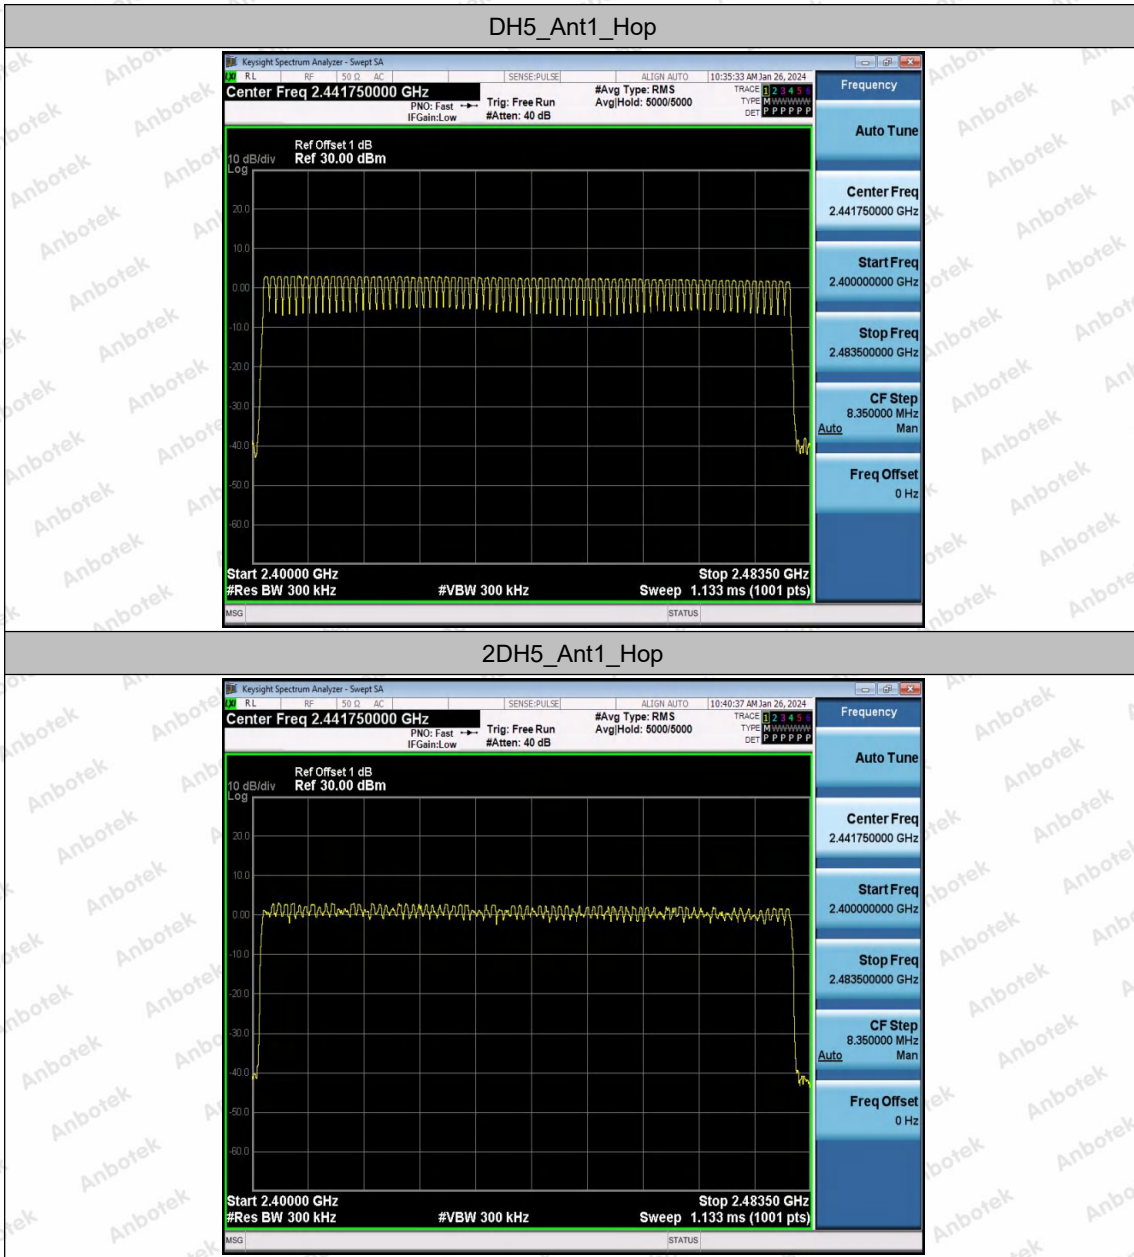 DH5_Ant1_Hop
Keysight Spectrum Analyzer - Swept SA
LXI RL RF 50 Ω AC SENSE:PULSE ALIGN AUTO 10:35:33 AM Jan 26, 2024
Center Freq 2.441750000 GHz
PNO: Fast
IFGain:Low
Trig: Free Run
#Atten: 40 dB
#Avg Type: RMS
Avg|Hold: 5000/5000
TRACE 1 2 3 4 5 6
TYPE M WWWWW
DET P P P P P P
Ref Offset 1 dB
10 dB/div Ref 30.00 dBm
Log
20.0
10.0
0.00
-10.0
-20.0
-30.0
-40.0
-50.0
-60.0
Start 2.40000 GHz Stop 2.48350 GHz
#Res BW 300 kHz #VBW 300 kHz Sweep 1.133 ms (1001 pts)
MSG STATUS
Frequency
Auto Tune
Center Freq
2.441750000 GHz
Start Freq
2.400000000 GHz
Stop Freq
2.483500000 GHz
CF Step
8.350000 MHz
Auto Man
Freq Offset
0 Hz
2DH5_Ant1_Hop
Keysight Spectrum Analyzer - Swept SA
LXI RL RF 50 Ω AC SENSE:PULSE ALIGN AUTO 10:40:37 AM Jan 26, 2024
Center Freq 2.441750000 GHz
PNO: Fast
IFGain:Low
Trig: Free Run
#Atten: 40 dB
#Avg Type: RMS
Avg|Hold: 5000/5000
TRACE 1 2 3 4 5 6
TYPE M WWWWW
DET P P P P P P
Ref Offset 1 dB
10 dB/div Ref 30.00 dBm
Log
20.0
10.0
0.00
-10.0
-20.0
-30.0
-40.0
-50.0
-60.0
Start 2.40000 GHz Stop 2.48350 GHz
#Res BW 300 kHz #VBW 300 kHz Sweep 1.133 ms (1001 pts)
MSG STATUS
Frequency
Auto Tune
Center Freq
2.441750000 GHz
Start Freq
2.400000000 GHz
Stop Freq
2.483500000 GHz
CF Step
8.350000 MHz
Auto Man
Freq Offset
0 Hz
Anbotek